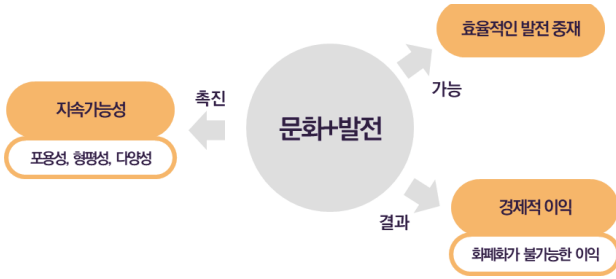 효율적인 발전 중재
가능
촉진
지속가능성
포용성, 형평성, 다양성
문화+발전
결과
경제적 이익
화폐화가 불가능한 이익